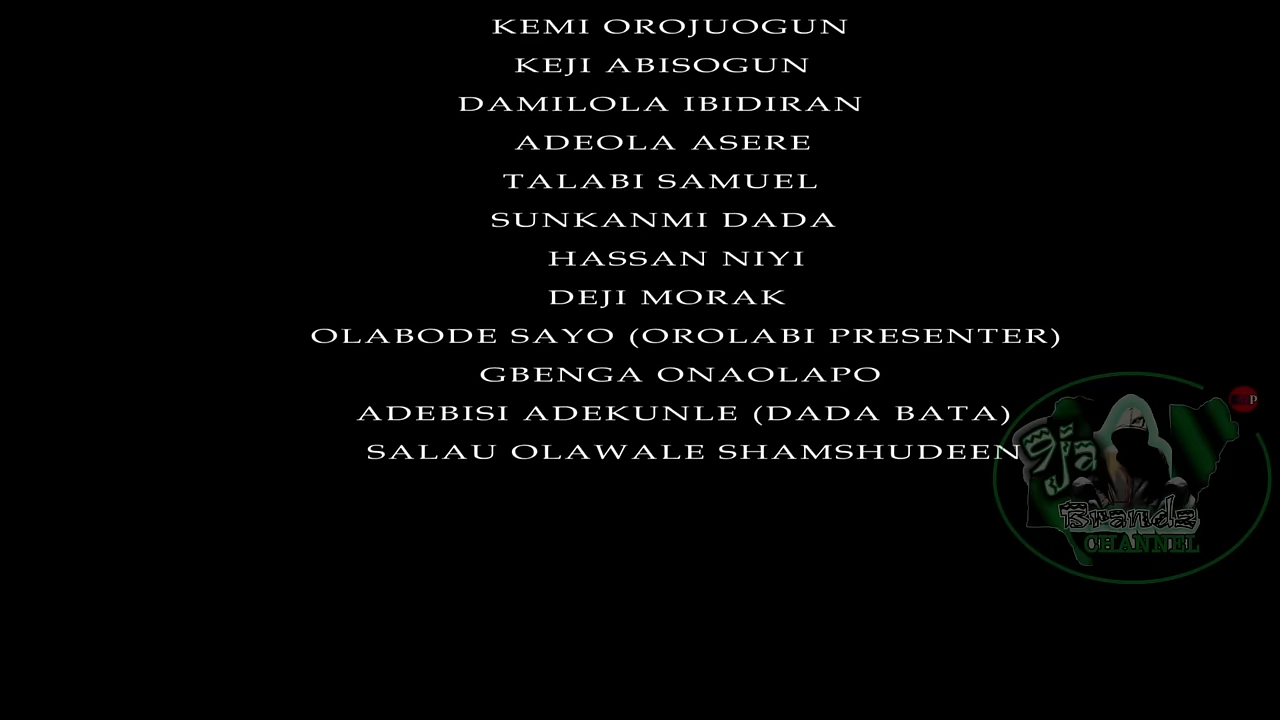 KEMI OROJUOGUN
KEJI ABISOGUN
DAMILOLA IBIDIRAN
ADEOLA ASERE
TALABI SAMUEL
SUNKANMI DADA
HASSAN NIYI
DEJI MORAK
OLABODE SAYO (OROLABI PRESENTER)
GBENGA ONAOLAPO
ADEBISI ADEKUNLE (DADA BATA)
SALAU OLAWALE SHAMSHUDEEN
9ja
Brandz
CHANNEL